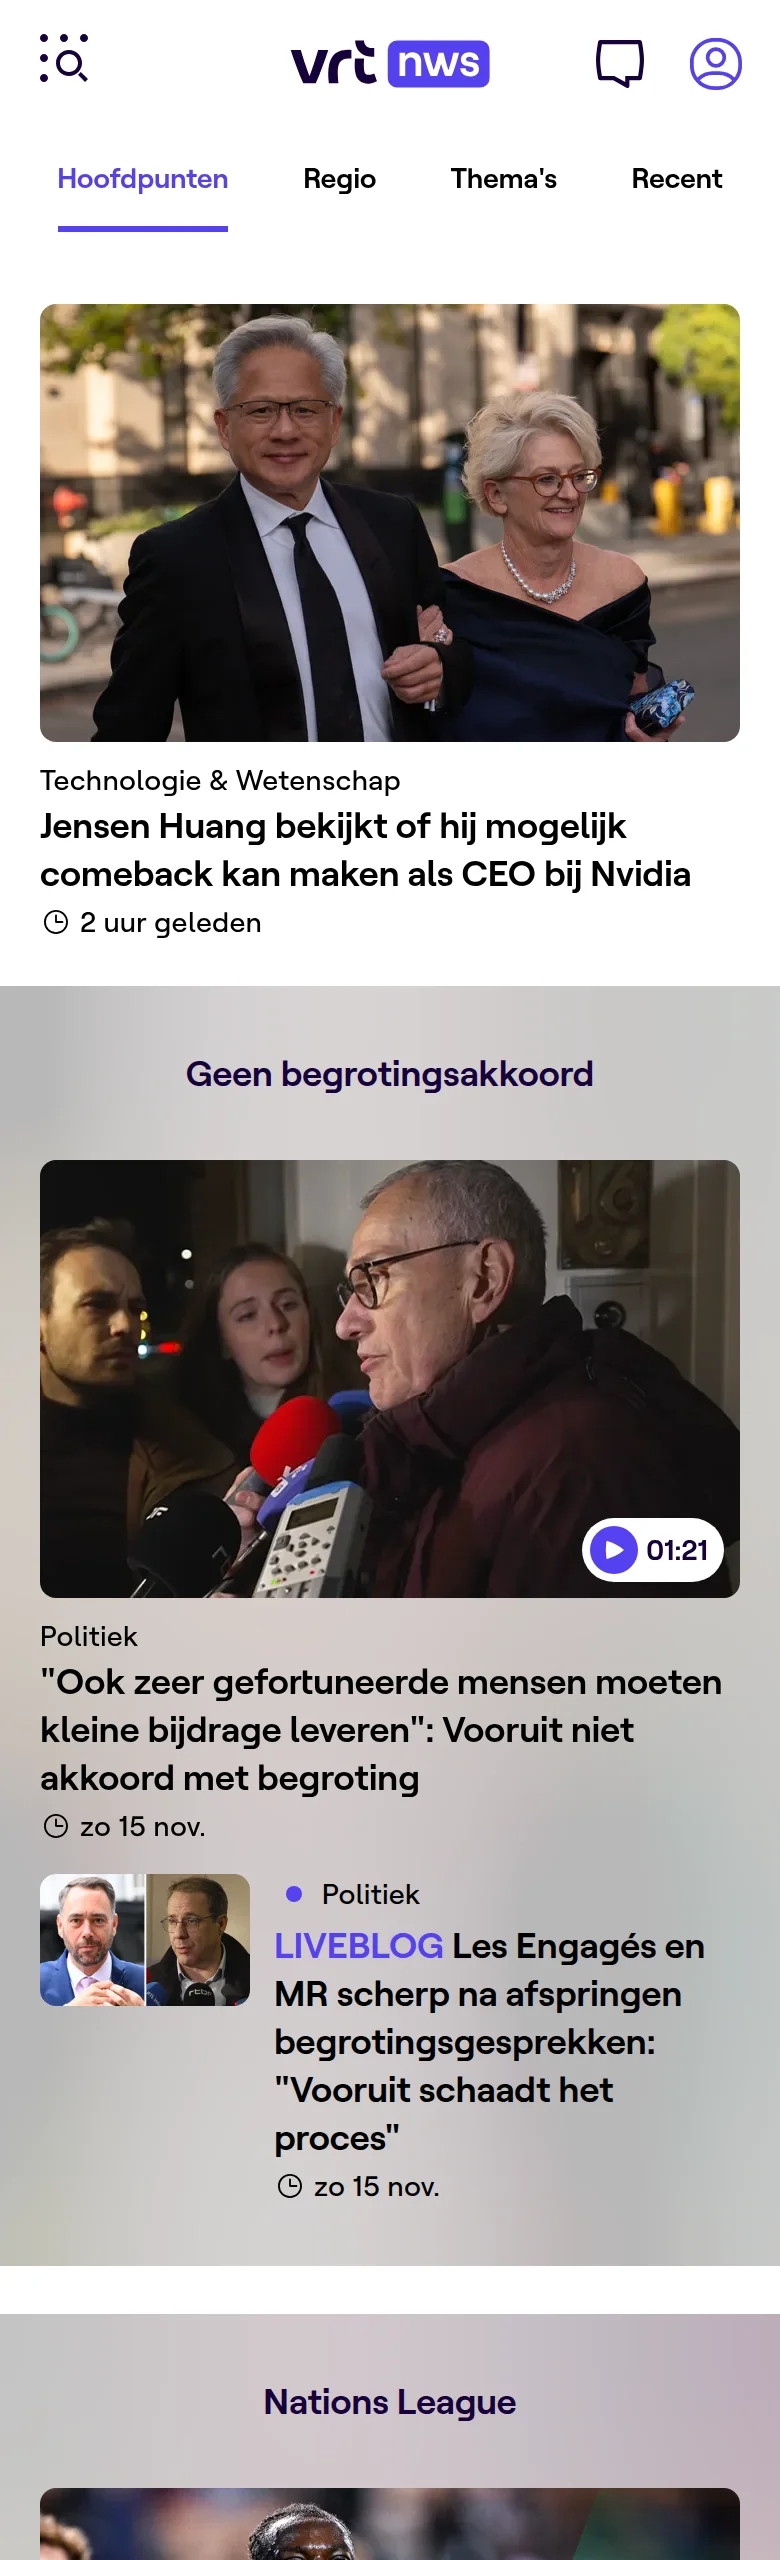 vrt nws
Hoofdpunten Regio Thema's Recent
Technologie & Wetenschap
Jensen Huang bekijkt of hij mogelijk
comeback kan maken als CEO bij Nvidia
2 uur geleden
Geen begrotingsakkoord
16
01:21
Politiek
"Ook zeer gefortuneerde mensen moeten
kleine bijdrage leveren": Vooruit niet
akkoord met begroting
zo 15 nov.
Politiek
LIVEBLOG Les Engagés en
MR scherp na afspringen
begrotingsgesprekken:
"Vooruit schaadt het
proces"
zo 15 nov.
Nations League